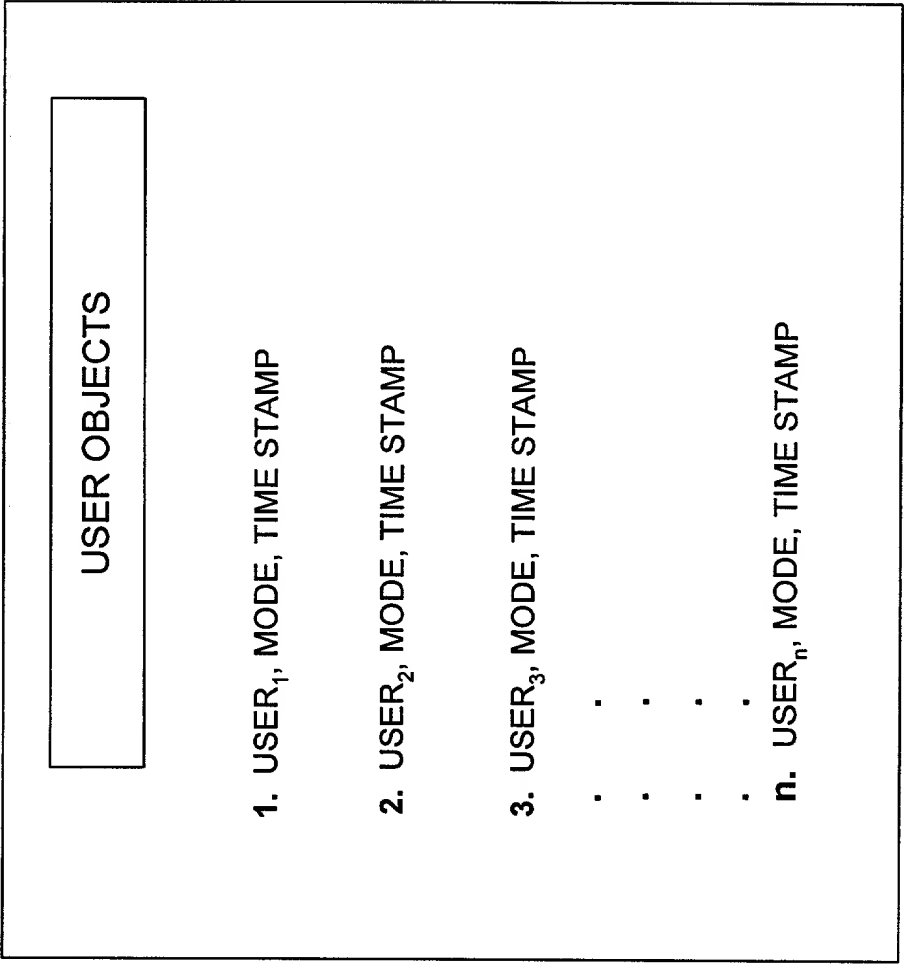 USER OBJECTS
1. USER₁, MODE, TIME STAMP
2. USER₂, MODE, TIME STAMP
3. USER₃, MODE, TIME STAMP
. .
. .
. .
. .
n. USERₙ, MODE, TIME STAMP